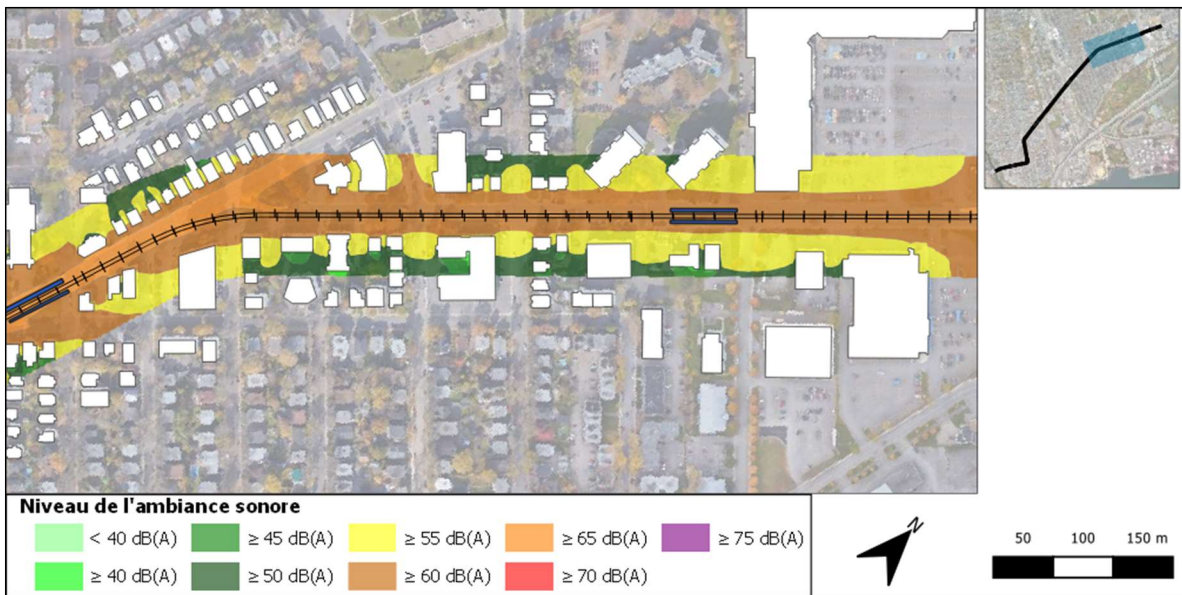 Niveau de l'ambiance sonore
< 40 dB(A) ≥ 45 dB(A) ≥ 55 dB(A) ≥ 65 dB(A) ≥ 75 dB(A)
≥ 40 dB(A) ≥ 50 dB(A) ≥ 60 dB(A) ≥ 70 dB(A)
N
50 100 150 m